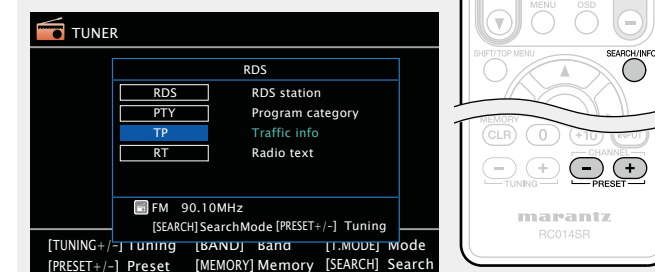 TUNER
RDS
RDS RDS station
PTY Program category
TP Traffic info
RT Radio text
FM 90.10MHz
[SEARCH] SearchMode [PRESET+/-] Tuning
[TUNING+/-] Tuning [BAND] Band [T.MODE] Mode
[PRESET+/-] Preset [MEMORY] Memory [SEARCH] Search
MENU OSD
SHIFT/TOP MENU SEARCH/INFO
MEMORY
CLR 0 +10 INPUT
CHANNEL
- + - +
TUNING PRESET
marantz
RC014SR